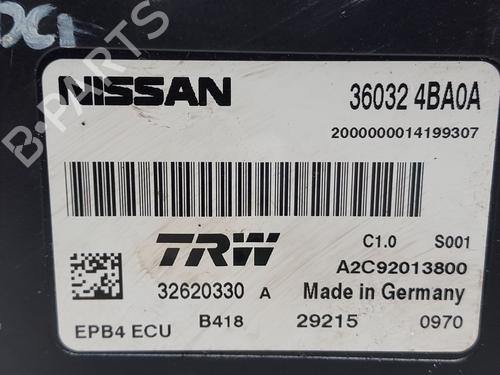 DCI
B-PARTS
NISSAN
36032 4BA0A
2000000014199307
TRW
C1.0 S001
A2C92013800
32620330 A Made in Germany
EPB4 ECU B418 29215 0970